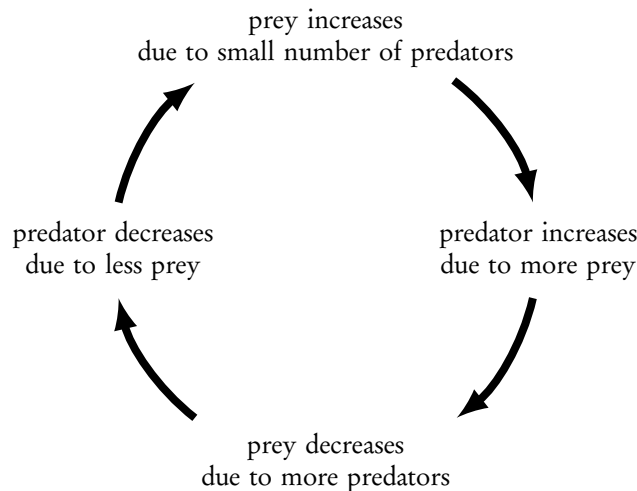 prey increases
due to small number of predators
predator decreases
due to less prey
predator increases
due to more prey
prey decreases
due to more predators